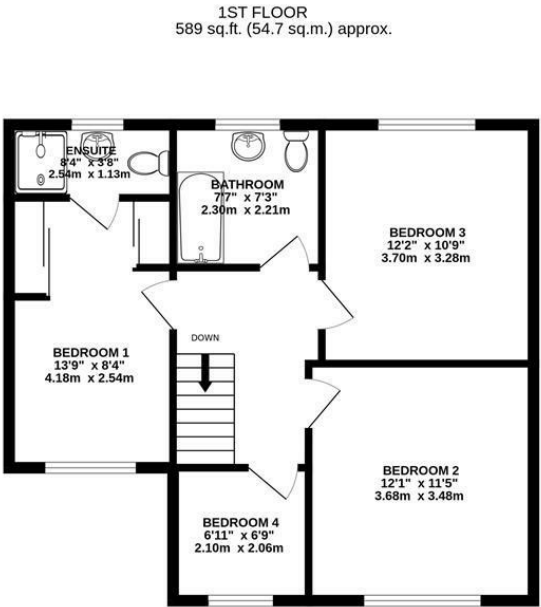 1ST FLOOR
589 sq.ft. (54.7 sq.m.) approx.
ENSUITE
8'4" x 3'8"
2.54m x 1.13m
BATHROOM
7'7" x 7'3"
2.30m x 2.21m
BEDROOM 3
12'2" x 10'9"
3.70m x 3.28m
DOWN
BEDROOM 1
13'9" x 8'4"
4.18m x 2.54m
BEDROOM 2
12'1" x 11'5"
3.68m x 3.48m
BEDROOM 4
6'11" x 6'9"
2.10m x 2.06m